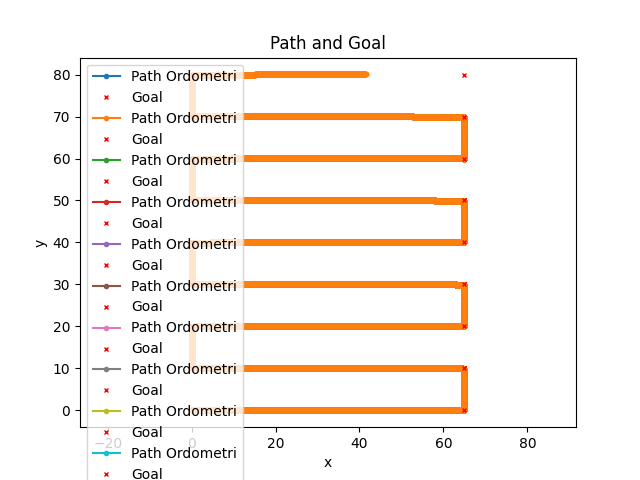 Path and Goal
80
70
60
50
40
30
20
10
0
y
Path Ordometri
Goal
Path Ordometri
Goal
Path Ordometri
Goal
Path Ordometri
Goal
Path Ordometri
Goal
Path Ordometri
Goal
Path Ordometri
Goal
Path Ordometri
Goal
Path Ordometri
Goal
Path Ordometri
Goal
−20 0 20 40 60 80
x